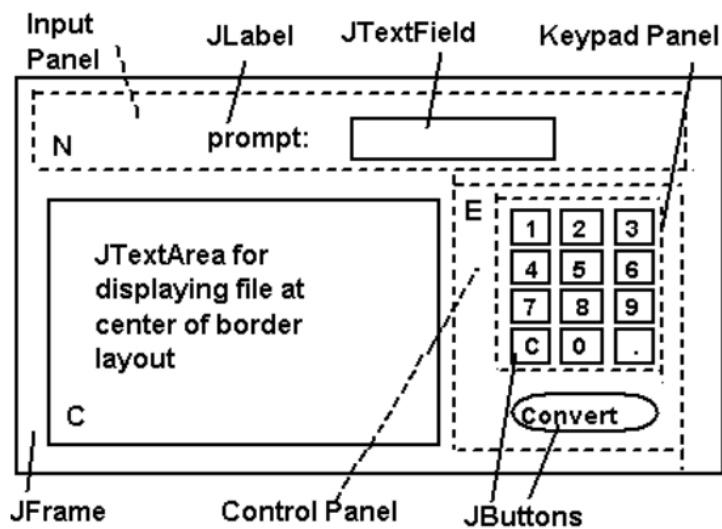 Input
Panel
JLabel
JTextField
Keypad Panel
N
prompt:
E
1 2 3
4 5 6
7 8 9
C 0 .
JTextArea for
displaying file at
center of border
layout
C
Convert
JFrame
Control Panel
JButtons